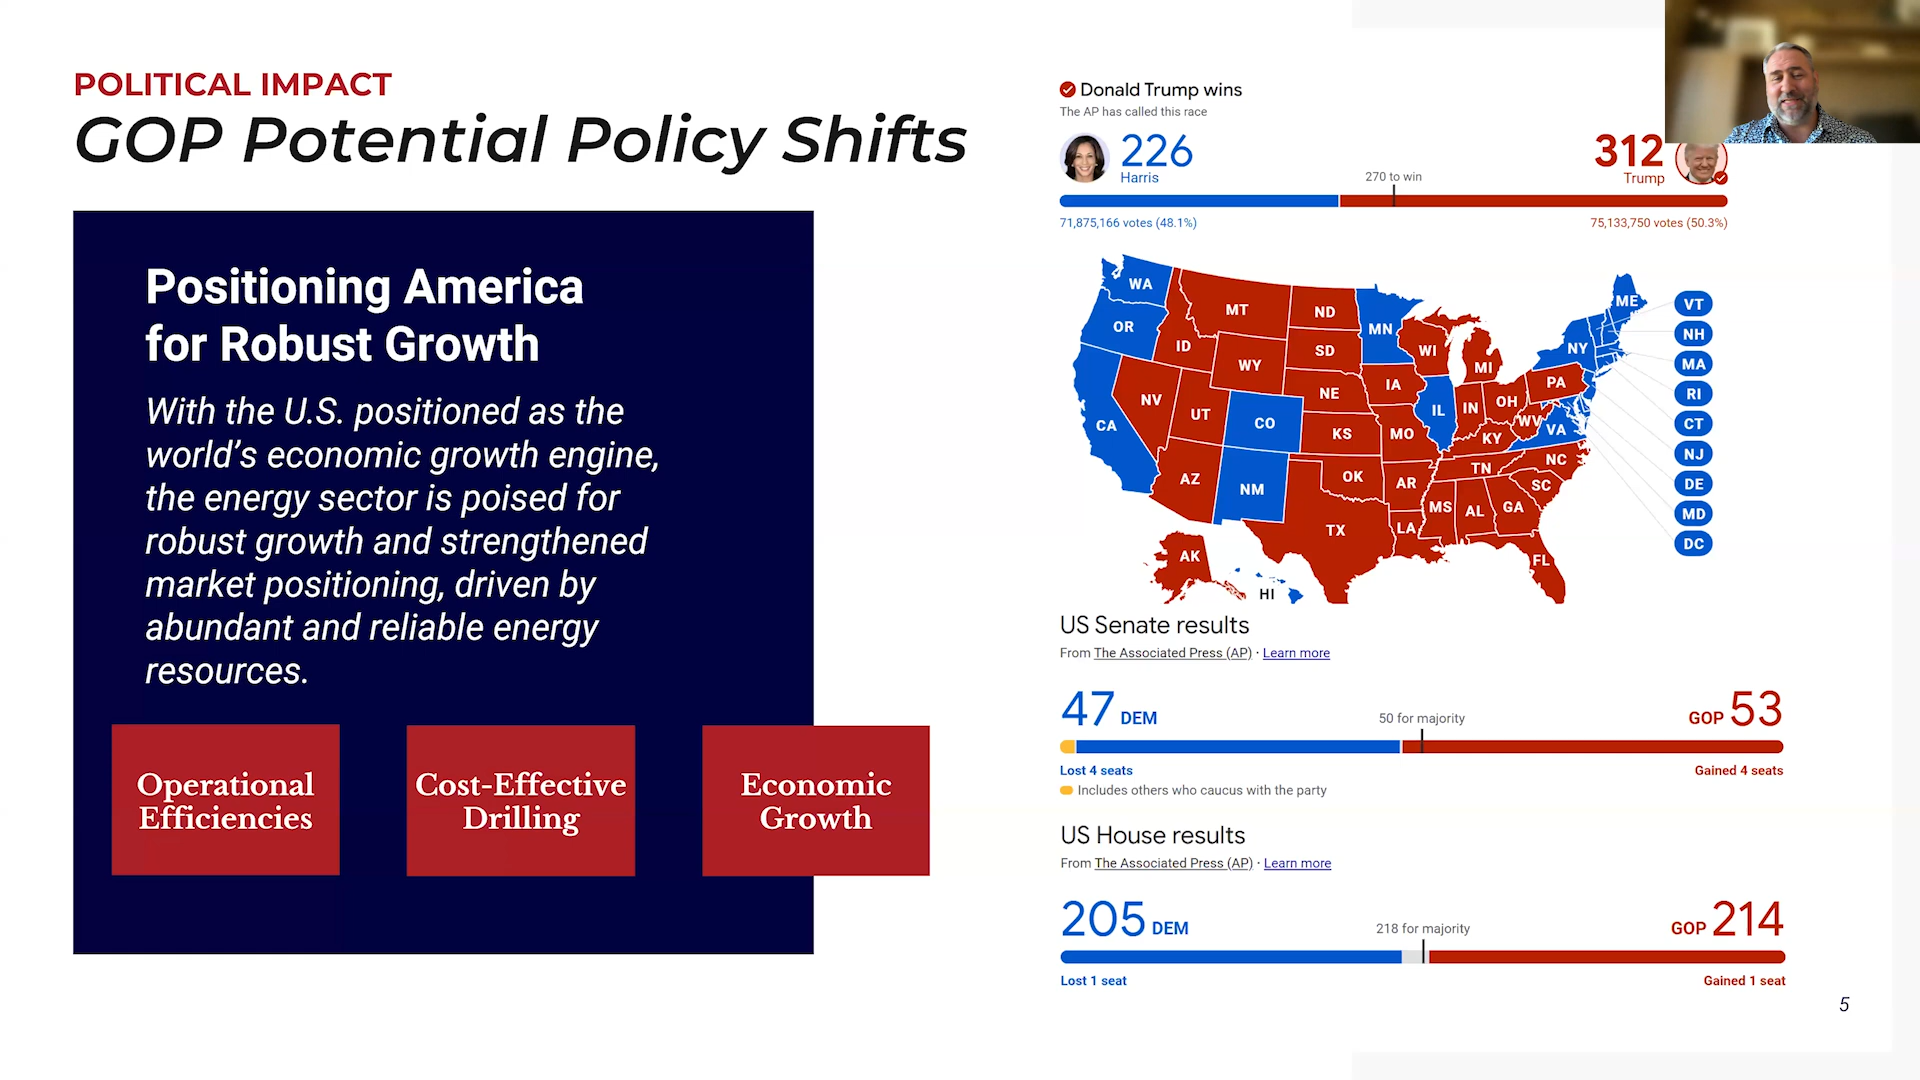 POLITICAL IMPACT
GOP Potential Policy Shifts
Positioning America
for Robust Growth
With the U.S. positioned as the
world’s economic growth engine,
the energy sector is poised for
robust growth and strengthened
market positioning, driven by
abundant and reliable energy
resources.
Operational
Efficiencies
Cost-Effective
Drilling
Economic
Growth
Donald Trump wins
The AP has called this race
226
Harris
270 to win
312
Trump
71,875,166 votes (48.1%)
75,133,750 votes (50.3%)
WA
OR
CA
ID
NV
MT
WY
UT
AZ
CO
NM
ND
SD
NE
KS
OK
TX
MN
IA
MO
AR
LA
WI
IL
MI
IN
OH
KY
TN
MS
AL
GA
FL
SC
NC
VA
WV
PA
NY
ME
AK
HI
VT
NH
MA
RI
CT
NJ
DE
MD
DC
US Senate results
From The Associated Press (AP) · Learn more
47 DEM
50 for majority
GOP 53
Lost 4 seats
Gained 4 seats
Includes others who caucus with the party
US House results
From The Associated Press (AP) · Learn more
205 DEM
218 for majority
GOP 214
Lost 1 seat
Gained 1 seat
5